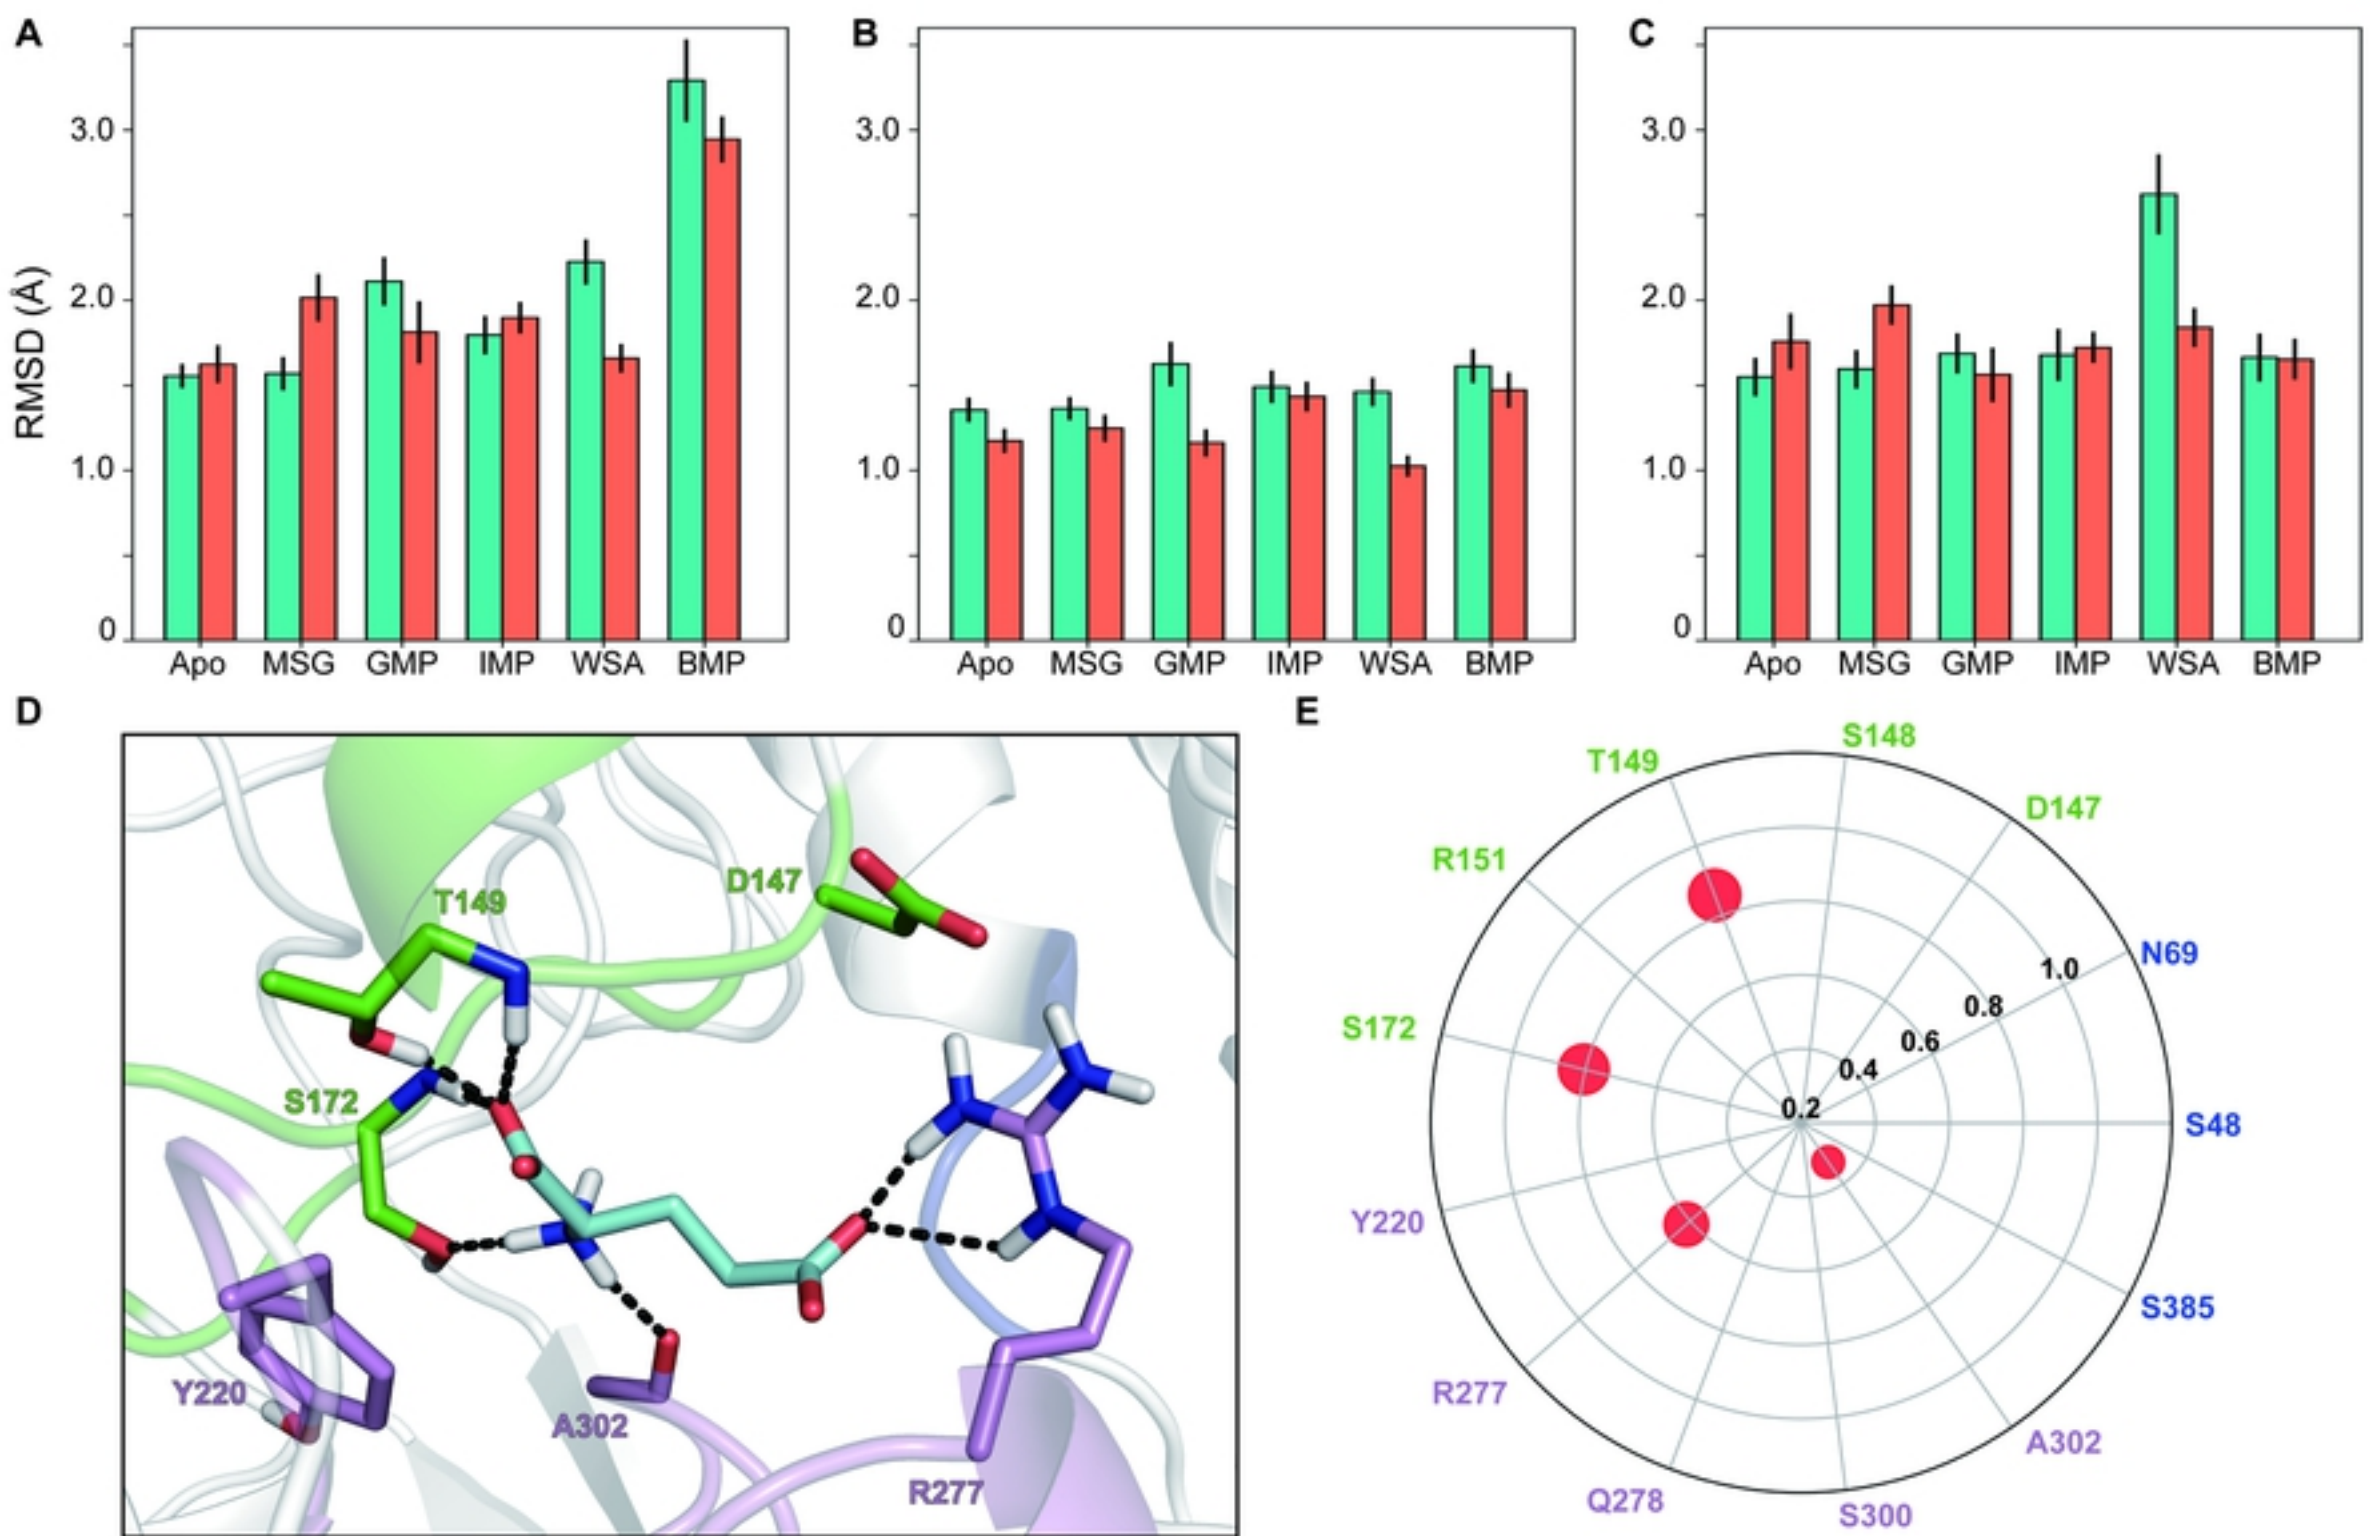 A
B
C
RMSD (Å)
3.0
2.0
1.0
0
Apo MSG GMP IMP WSA BMP
3.0
2.0
1.0
0
Apo MSG GMP IMP WSA BMP
3.0
2.0
1.0
0
Apo MSG GMP IMP WSA BMP
D
T149
D147
S172
Y220
A302
R277
E
S148
T149
D147
R151
N69
1.0
0.8
0.6
0.4
0.2
S172
S48
Y220
S385
R277
A302
Q278
S300